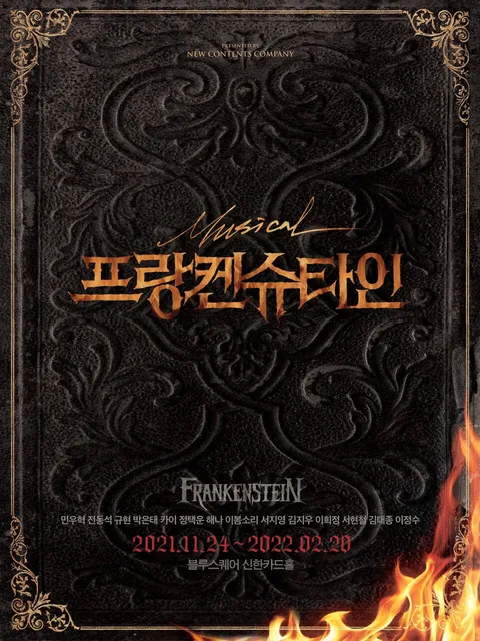 PRESENTED BY
NEW CONTENTS COMPANY
Musical
프랑켄슈타인
FRANKENSTEIN
민우혁 전동석 규현 박은태 카이 정택운 해나 이봄소리 서지영 김지우 이희정 서현철 김대종 이정수
2021.11.24~2022.02.20
블루스퀘어 신한카드홀